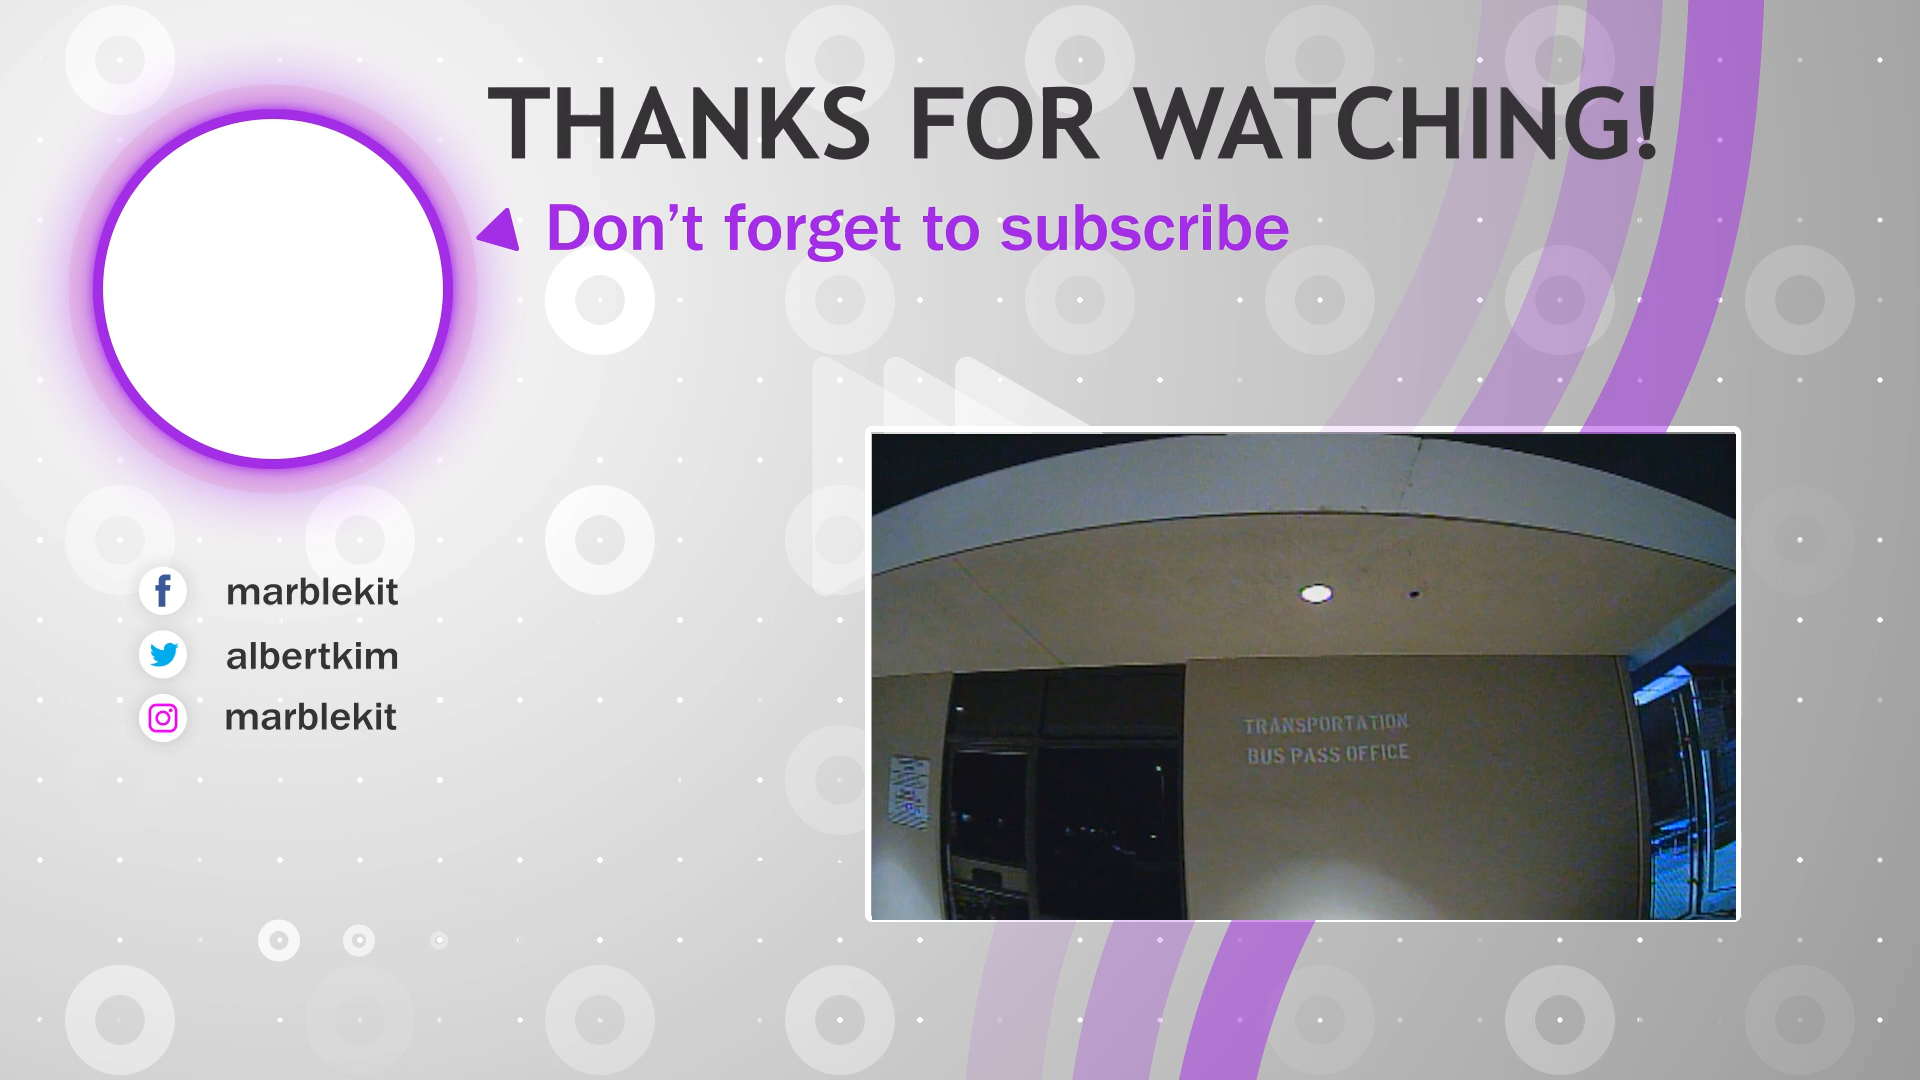 THANKS FOR WATCHING!
Don’t forget to subscribe
marblekit
albertkim
marblekit
TRANSPORTATION
BUS PASS OFFICE